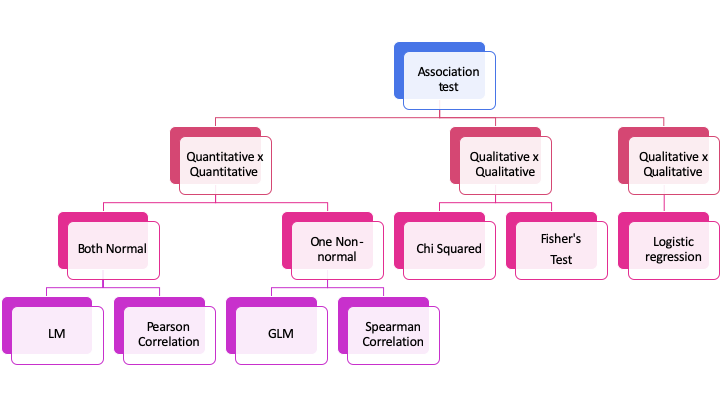 Association
test
Quantitative x
Quantitative
Qualitative x
Qualitative
Qualitative x
Qualitative
Both Normal
One Non-
normal
Chi Squared
Fisher's
Test
Logistic
regression
LM
Pearson
Correlation
GLM
Spearman
Correlation